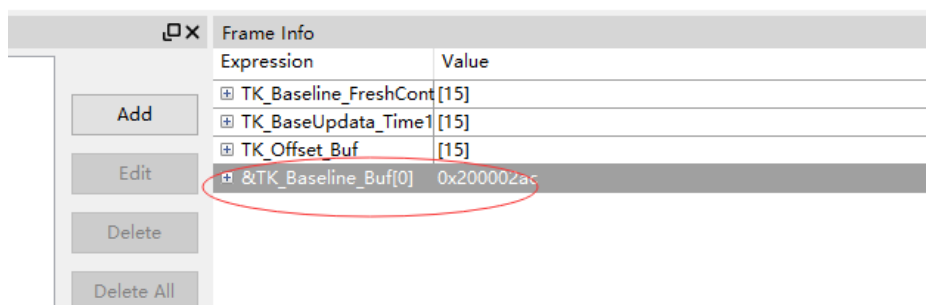 Frame Info
Expression Value
TK_Baseline_FreshCont [15]
Add
TK_BaseUpdata_Time1 [15]
TK_Offset_Buf [15]
Edit
&TK_Baseline_Buf[0] 0x200002ac
Delete
Delete All